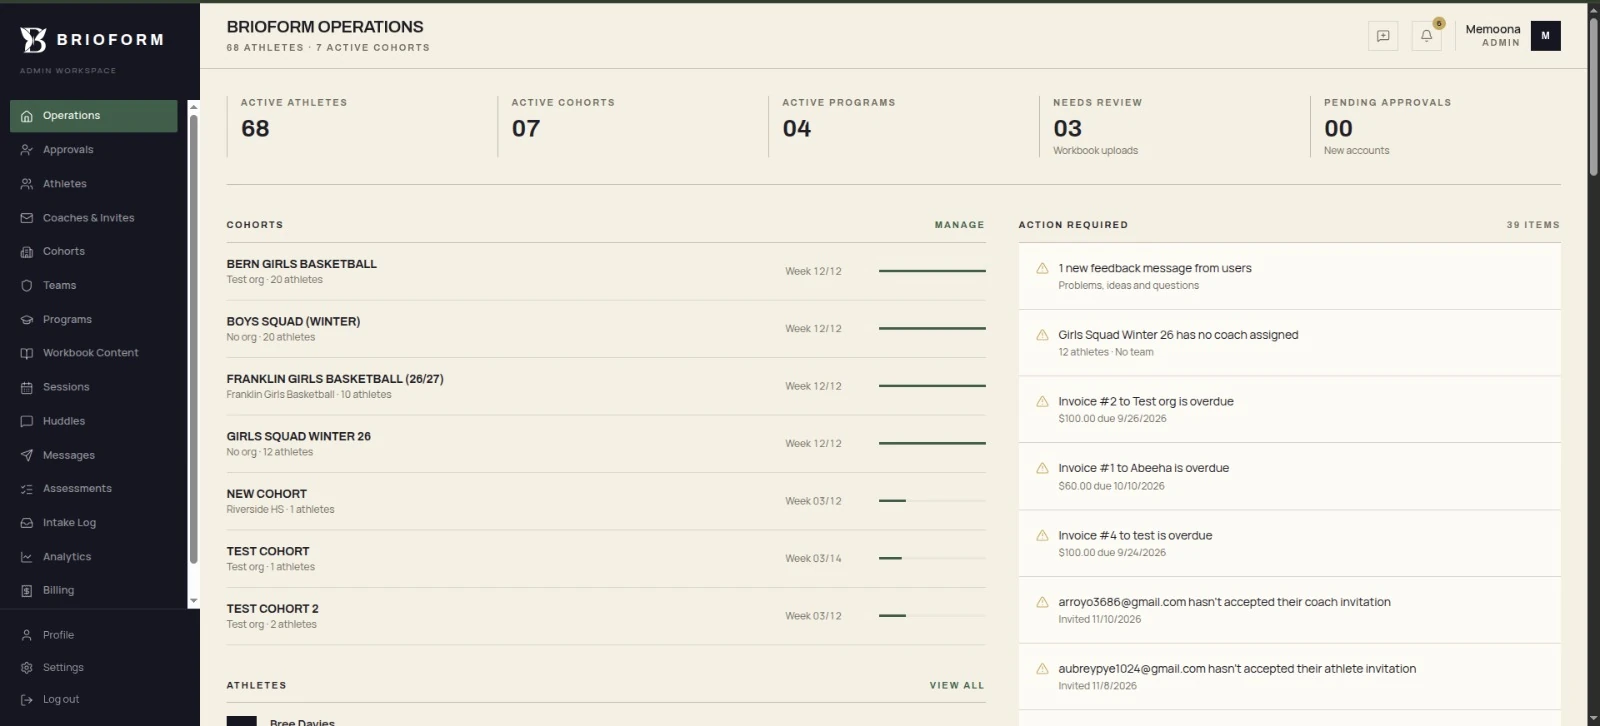 BRIOFORM
ADMIN WORKSPACE
Operations
Approvals
Athletes
Coaches & Invites
Cohorts
Teams
Programs
Workbook Content
Sessions
Huddles
Messages
Assessments
Intake Log
Analytics
Billing
Profile
Settings
Log out
BRIOFORM OPERATIONS
68 ATHLETES · 7 ACTIVE COHORTS
6
Memoona
ADMIN
M
ACTIVE ATHLETES
68
ACTIVE COHORTS
07
ACTIVE PROGRAMS
04
NEEDS REVIEW
03
Workbook uploads
PENDING APPROVALS
00
New accounts
COHORTS
MANAGE
BERN GIRLS BASKETBALL
Test org · 20 athletes
Week 12/12
BOYS SQUAD (WINTER)
No org · 20 athletes
Week 12/12
FRANKLIN GIRLS BASKETBALL (26/27)
Franklin Girls Basketball · 10 athletes
Week 12/12
GIRLS SQUAD WINTER 26
No org · 12 athletes
Week 12/12
NEW COHORT
Riverside HS · 1 athletes
Week 03/12
TEST COHORT
Test org · 1 athletes
Week 03/14
TEST COHORT 2
Test org · 2 athletes
Week 03/12
ATHLETES
VIEW ALL
Bree Davies
ACTION REQUIRED
39 ITEMS
1 new feedback message from users
Problems, ideas and questions
Girls Squad Winter 26 has no coach assigned
12 athletes · No team
Invoice #2 to Test org is overdue
$100.00 due 9/26/2026
Invoice #1 to Abeeha is overdue
$60.00 due 10/10/2026
Invoice #4 to test is overdue
$100.00 due 9/24/2026
arroyo3686@gmail.com hasn't accepted their coach invitation
Invited 11/10/2026
aubreypye1024@gmail.com hasn't accepted their athlete invitation
Invited 11/8/2026